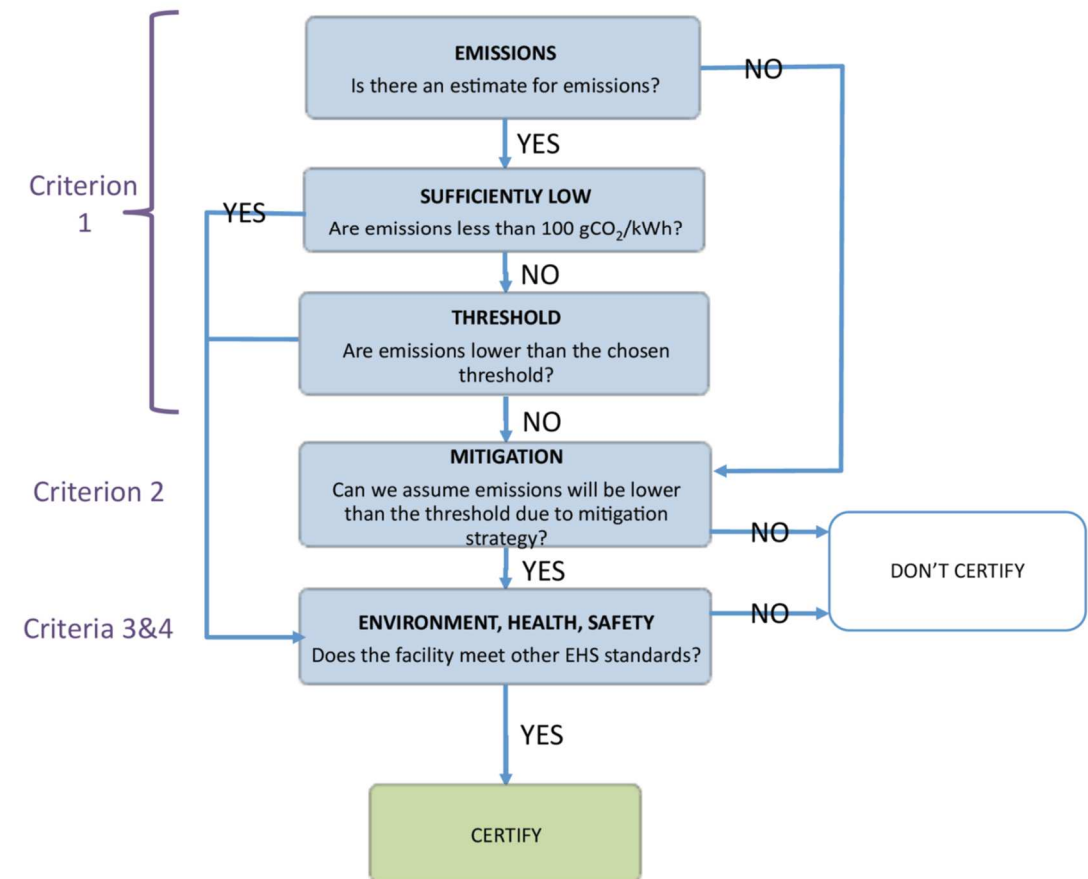 EMISSIONS
Is there an estimate for emissions?
NO
YES
Criterion
1
SUFFICIENTLY LOW
Are emissions less than 100 gCO₂/kWh?
YES
NO
THRESHOLD
Are emissions lower than the chosen
threshold?
NO
Criterion 2
MITIGATION
Can we assume emissions will be lower
than the threshold due to mitigation
strategy?
NO
YES
DON'T CERTIFY
Criteria 3&4
ENVIRONMENT, HEALTH, SAFETY
Does the facility meet other EHS standards?
NO
YES
CERTIFY